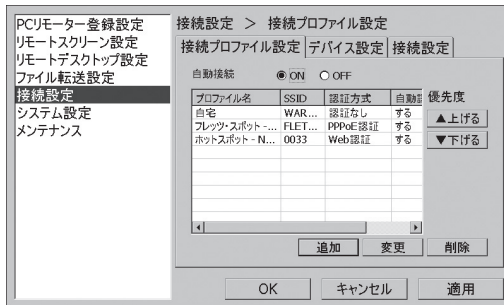 PCリモーター登録設定
リモートスクリーン設定
リモートデスクトップ設定
ファイル転送設定
接続設定
システム設定
メンテナンス
接続設定 ＞ 接続プロファイル設定
接続プロファイル設定 デバイス設定 接続設定
自動接続 ON OFF
プロファイル名 SSID 認証方式 自動 優先度
自宅 WAR... 認証なし する
フレッツ・スポット -... FLET... PPPoE認証 する
ホットスポット - N... 0033 Web認証 する
▲上げる
▼下げる
追加 変更 削除
OK キャンセル 適用